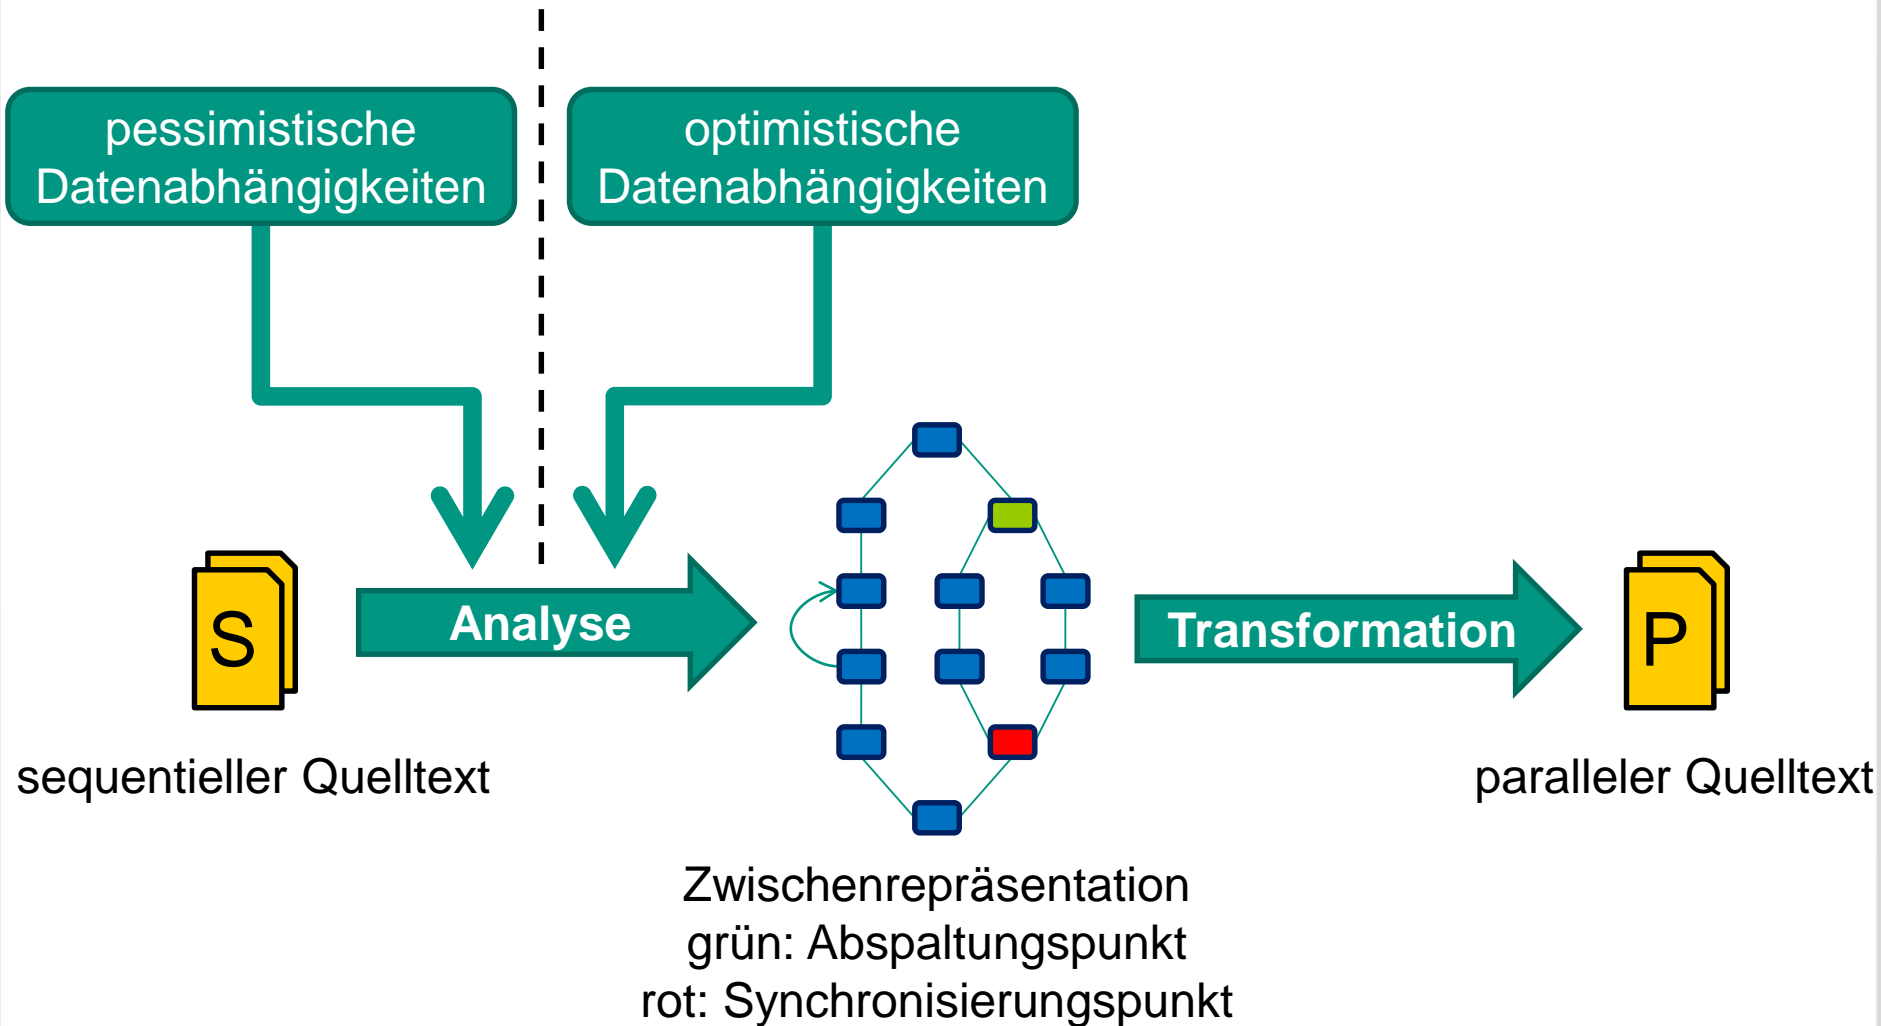 pessimistische
Datenabhängigkeiten
optimistische
Datenabhängigkeiten
S
Analyse
Transformation
P
sequentieller Quelltext
paralleler Quelltext
Zwischenrepräsentation
grün: Abspaltungspunkt
rot: Synchronisierungspunkt